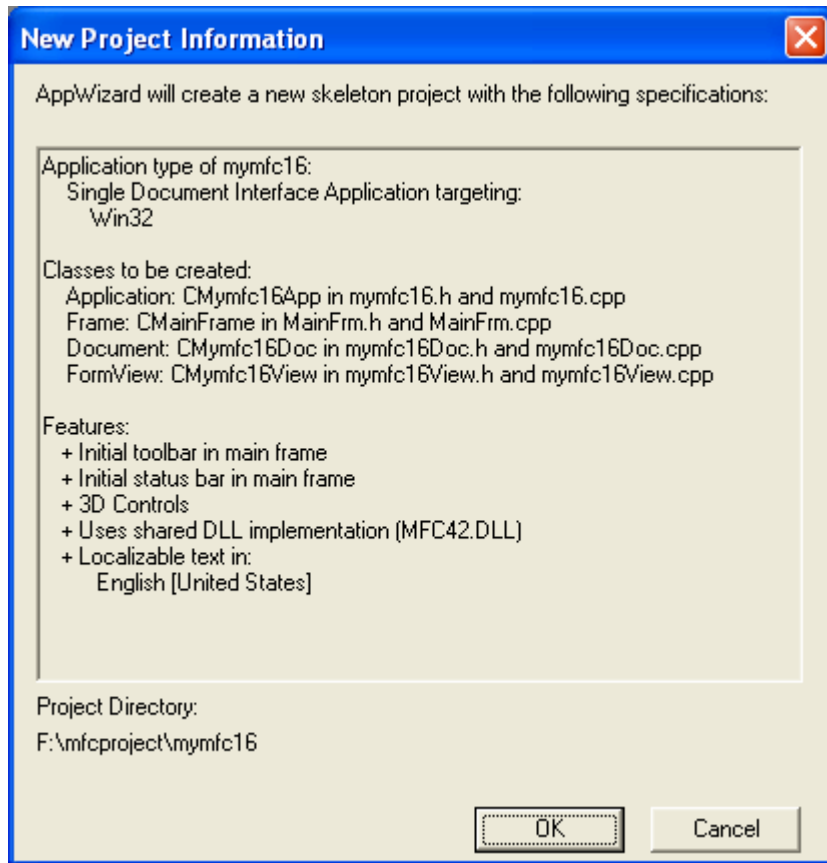 New Project Information
AppWizard will create a new skeleton project with the following specifications:
Application type of mymfc16:
Single Document Interface Application targeting:
Win32
Classes to be created:
Application: CMymfc16App in mymfc16.h and mymfc16.cpp
Frame: CMainFrame in MainFrm.h and MainFrm.cpp
Document: CMymfc16Doc in mymfc16Doc.h and mymfc16Doc.cpp
FormView: CMymfc16View in mymfc16View.h and mymfc16View.cpp
Features:
+ Initial toolbar in main frame
+ Initial status bar in main frame
+ 3D Controls
+ Uses shared DLL implementation (MFC42.DLL)
+ Localizable text in:
English [United States]
Project Directory:
F:\mfcproject\mymfc16
OK Cancel